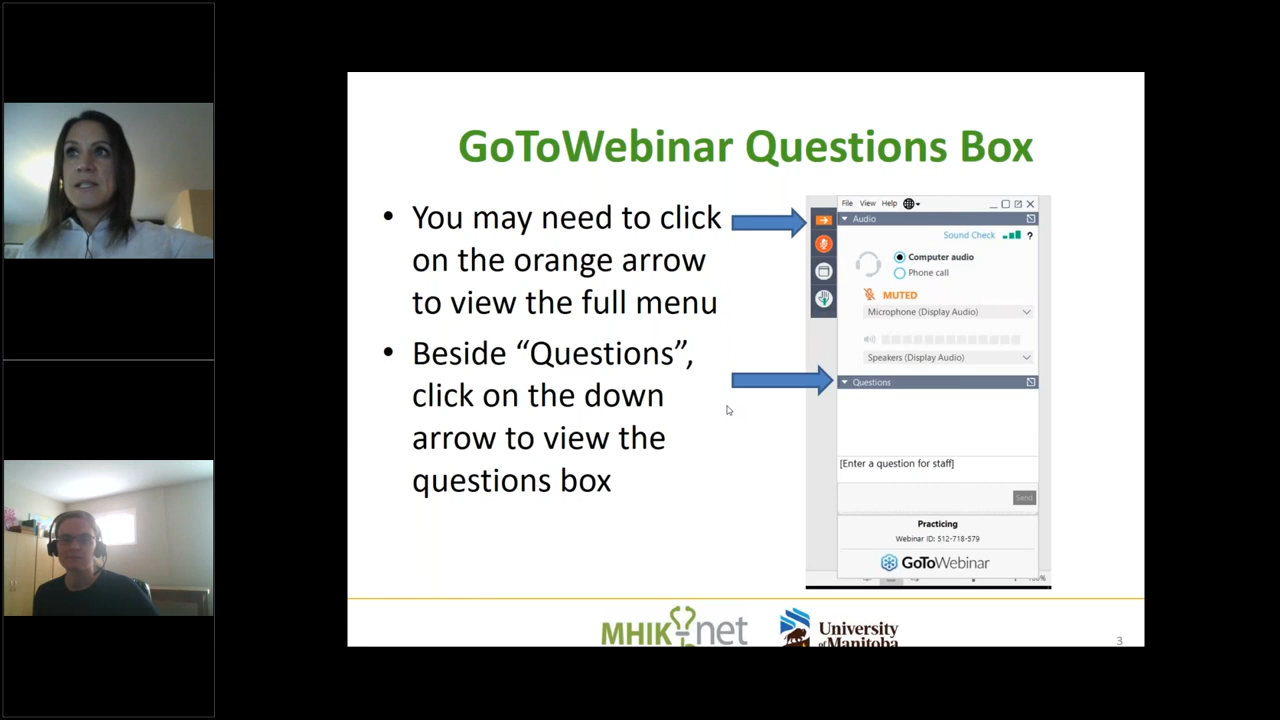 GoToWebinar Questions Box
• You may need to click
on the orange arrow
to view the full menu
• Beside “Questions”,
click on the down
arrow to view the
questions box
File View Help
Audio
Sound Check ?
Computer audio
Phone call
MUTED
Microphone (Display Audio)
Speakers (Display Audio)
Questions
[Enter a question for staff]
Send
Practicing
Webinar ID: 512-718-579
GoToWebinar
MHIK-net
University
of Manitoba
3